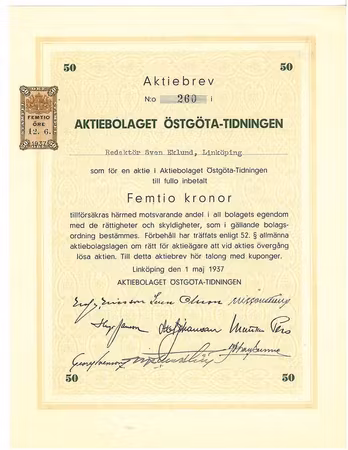 50 50
Aktiebrev
N:o 260 i
AKTIEBOLAGET ÖSTGÖTA-TIDNINGEN
FEMTIO
ÖRE
12. 6.
1937
Redaktör Sven Eklund, Linköping
som för en aktie i Aktiebolaget Östgöta-Tidningen
till fullo inbetalt
Femtio kronor
tillförsäkras härmed motsvarande andel i all bolagets egendom
med de rättigheter och skyldigheter, som i gällande bolags-
ordning bestämmes. Förbehåll har träffats enligt 52. § allmänna
aktiebolagslagen om rätt för aktieägare att vid akties övergång
lösa aktien. Till detta aktiebrev hör talong med kuponger.
Linköping den 1 maj 1937
AKTIEBOLAGET ÖSTGÖTA-TIDNINGEN
50 50